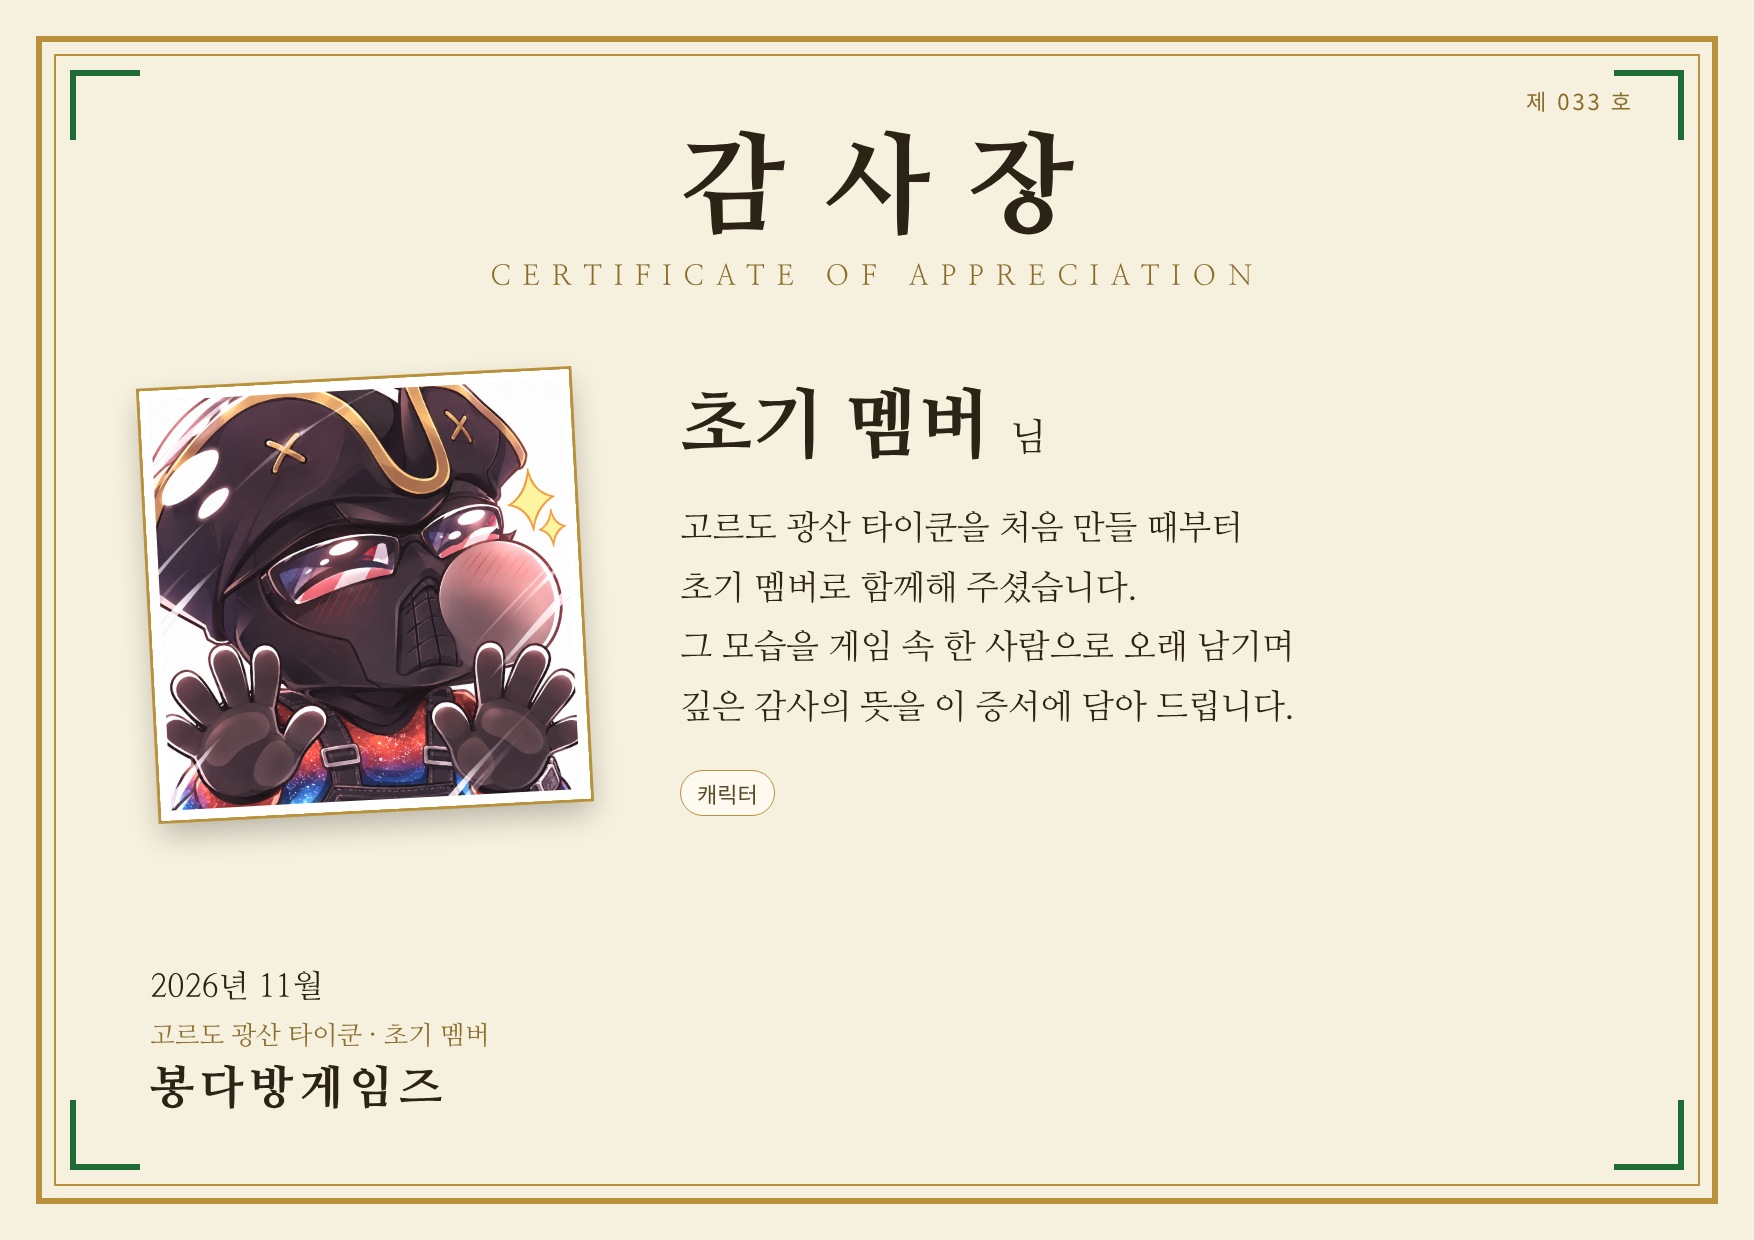 제 033 호
감사장
CERTIFICATE OF APPRECIATION
초기 멤버 님
고르도 광산 타이쿤을 처음 만들 때부터
초기 멤버로 함께해 주셨습니다.
그 모습을 게임 속 한 사람으로 오래 남기며
깊은 감사의 뜻을 이 증서에 담아 드립니다.
캐릭터
2026년 11월
고르도 광산 타이쿤 · 초기 멤버
봉다방게임즈